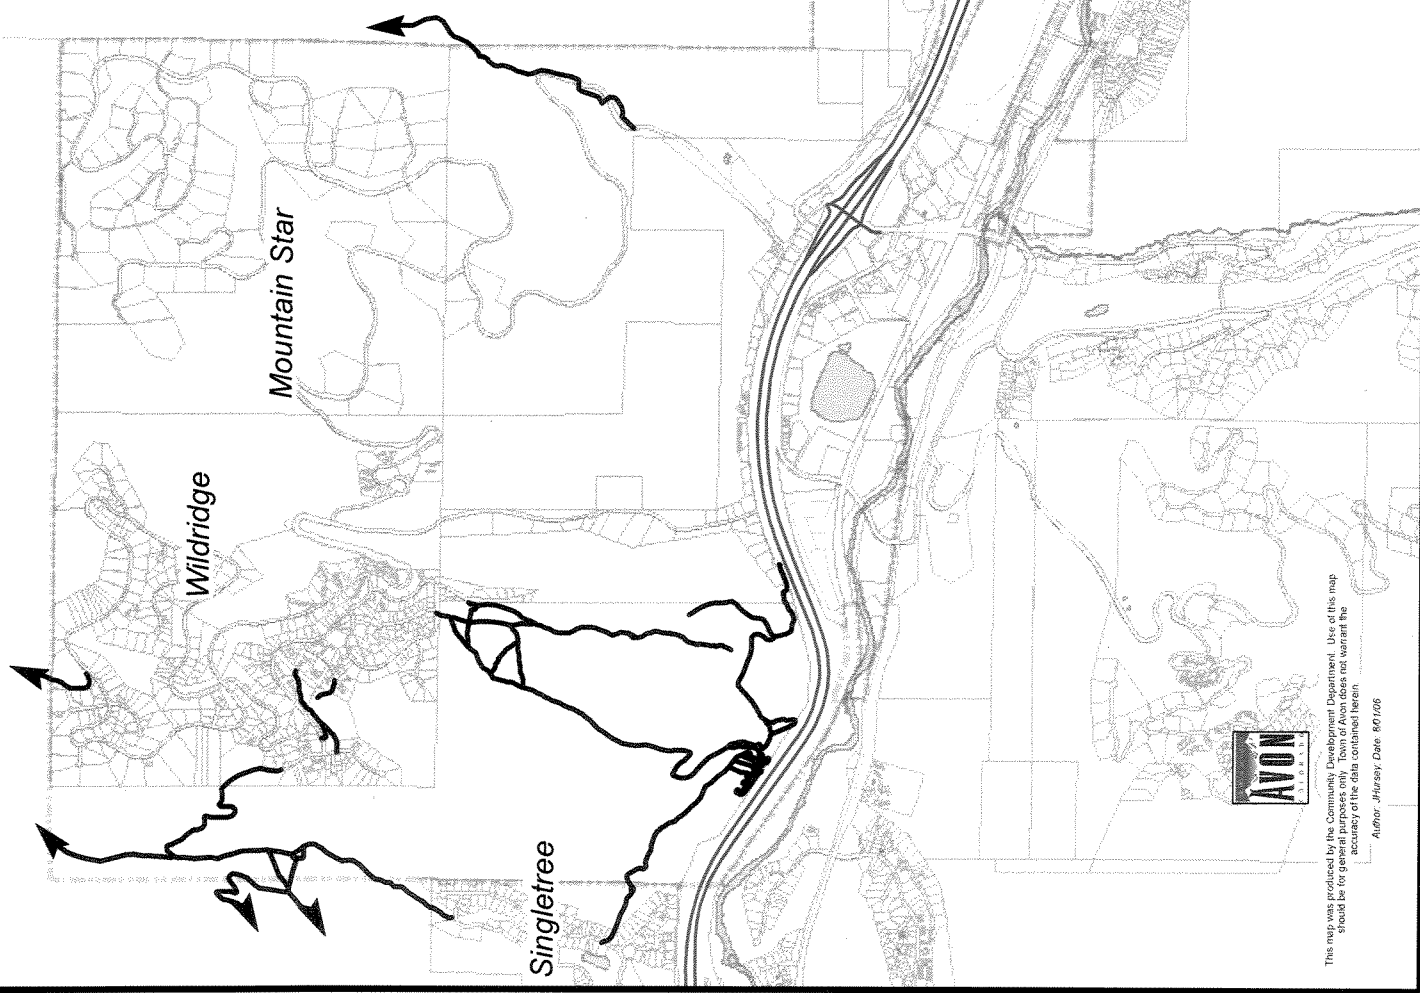 Mountain Star
Wildridge
Singletree
AVON
COLORADO
This map was produced by the Community Development Department. Use of this map
should be for general purposes only. Town of Avon does not warrant the
accuracy of the data contained herein.
Author: JHursey, Date: 8/01/06